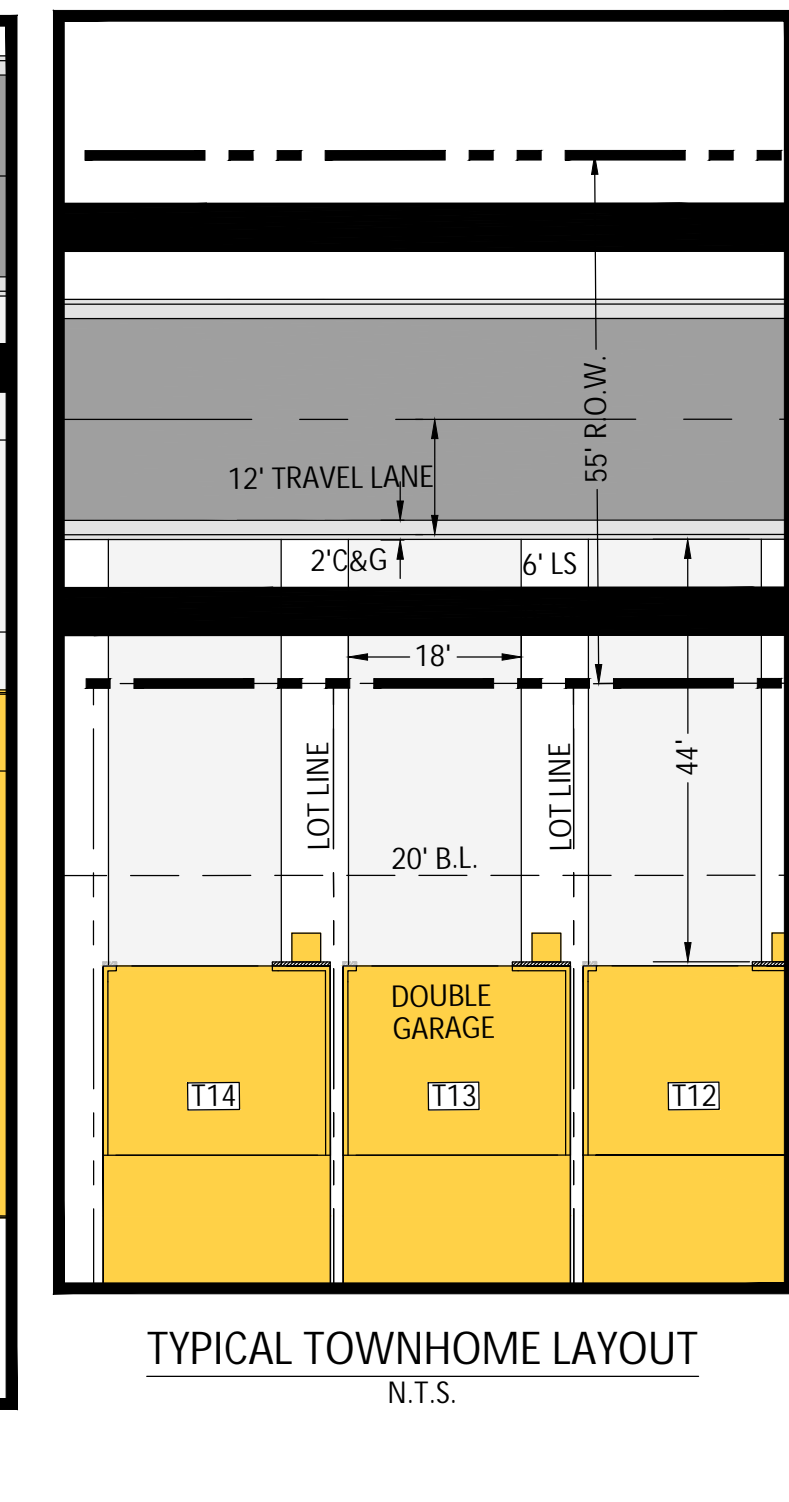 55' R.O.W.
12' TRAVEL LANE
2'C&G
6' LS
18'
44'
LOT LINE
LOT LINE
20' B.L.
DOUBLE
GARAGE
T14
T13
T12
TYPICAL TOWNHOME LAYOUT
N.T.S.